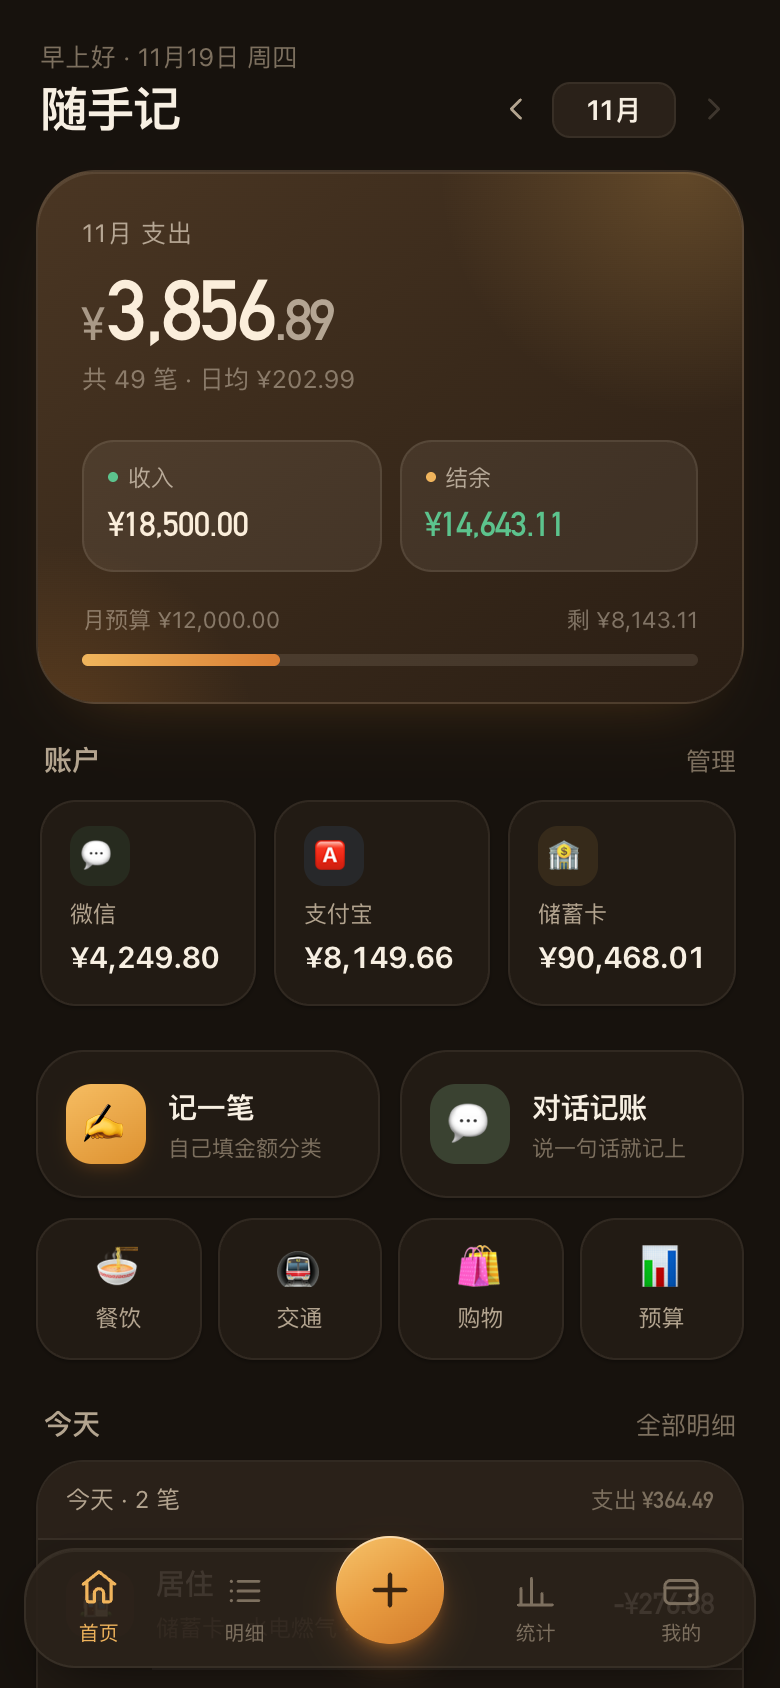 早上好 · 11月19日 周四
随手记
11月
11月 支出
¥3,856.89
共 49 笔 · 日均 ¥202.99
收入
¥18,500.00
结余
¥14,643.11
月预算 ¥12,000.00
剩 ¥8,143.11
账户
管理
微信
¥4,249.80
A
支付宝
¥8,149.66
储蓄卡
¥90,468.01
记一笔
自己填金额分类
对话记账
说一句话就记上
餐饮
交通
购物
预算
今天
全部明细
今天 · 2 笔
支出 ¥364.49
居住
储蓄卡
电燃气
首页
明细
统计
我的